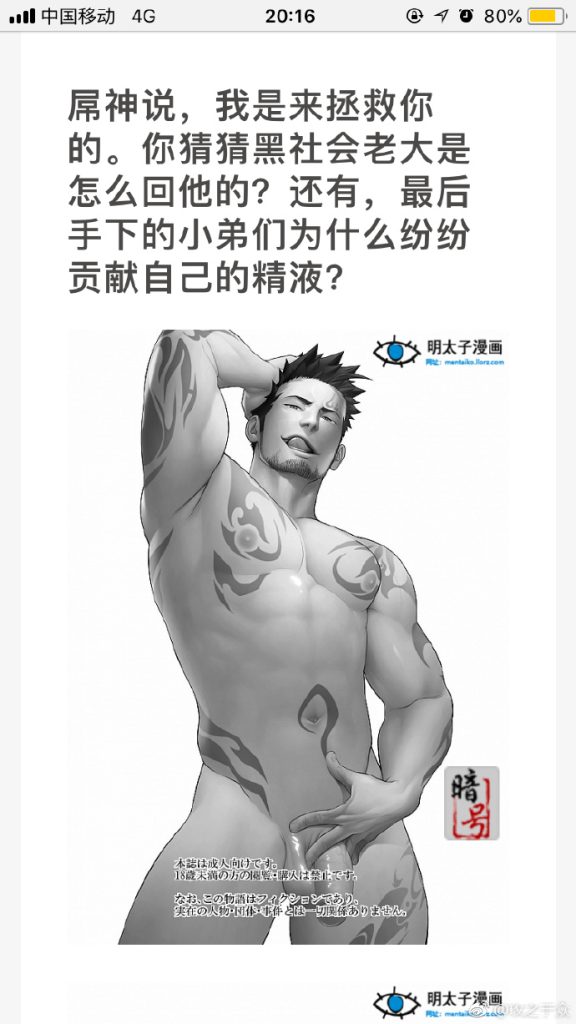 中国移动 4G 20:16 80%
屌神说，我是来拯救你
的。你猜猜黑社会老大是
怎么回他的？还有，最后
手下的小弟们为什么纷纷
贡献自己的精液？
明太子漫画
网址：mentaiko.llorz.com
暗号
本誌は成人向けです。
18歳未満の方の閲覧・購入は禁止です。
なお、この物語はフィクションであり、
実在の人物・団体・事件とは一切関係ありません。
明太子漫画